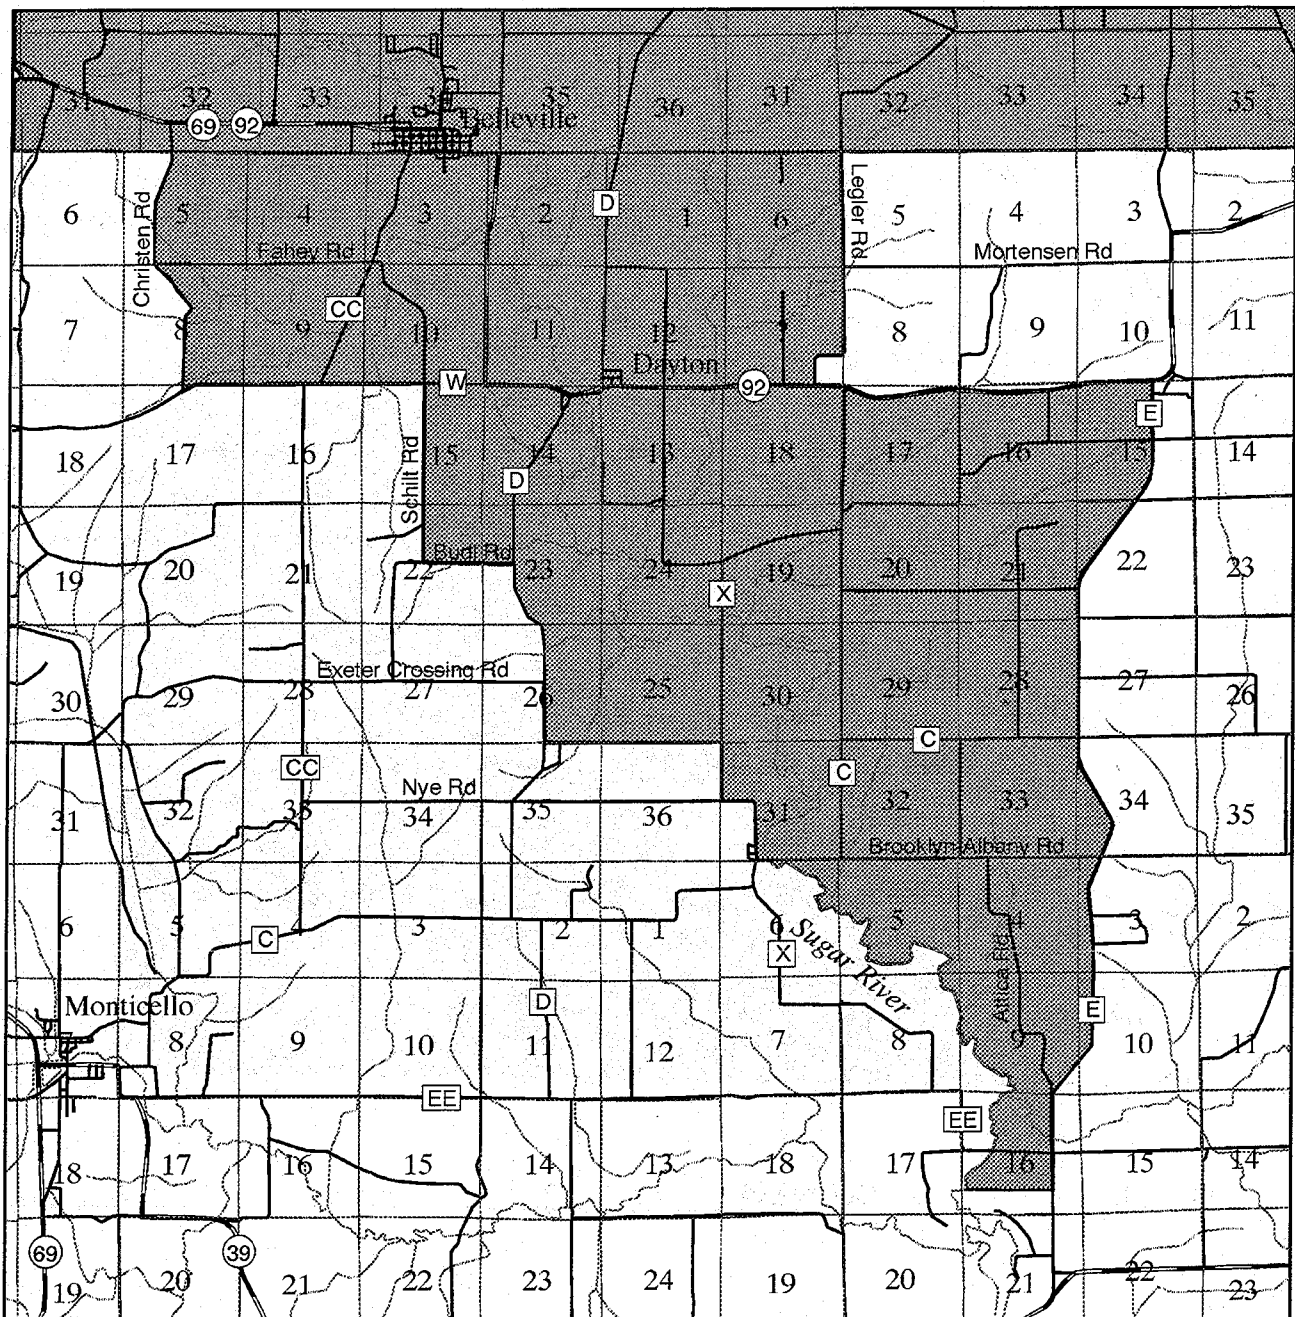 31 32 33 34 35 36 31 32 33 34 35
69 92 Belleville
6 Christen Rd 5 4 3 2 D 1 6 Legler Rd 5 4 3 2
Fahey Rd Mortensen Rd
7 8 9 CC 10 11 12 7 8 9 10 11
Dayton
W 92 E
18 17 16 Schilt Rd 15 14 13 18 17 16 15 14
D
Budl Rd
19 20 21 22 23 24 19 20 21 22 23
X
Exeter Crossing Rd
30 29 28 27 26 25 30 29 28 27 26
C
CC C
Nye Rd
31 32 33 34 35 36 31 32 33 34 35
Brooklyn-Albany Rd
6 5 4 3 2 1 6 5 4 3 2
C X Sugar River Attica Rd
Monticello D E
8 9 10 11 12 7 8 9 10 11
EE EE
18 17 16 15 14 13 18 17 16 15 14
69 39
19 20 21 22 23 24 19 20 21 22 23